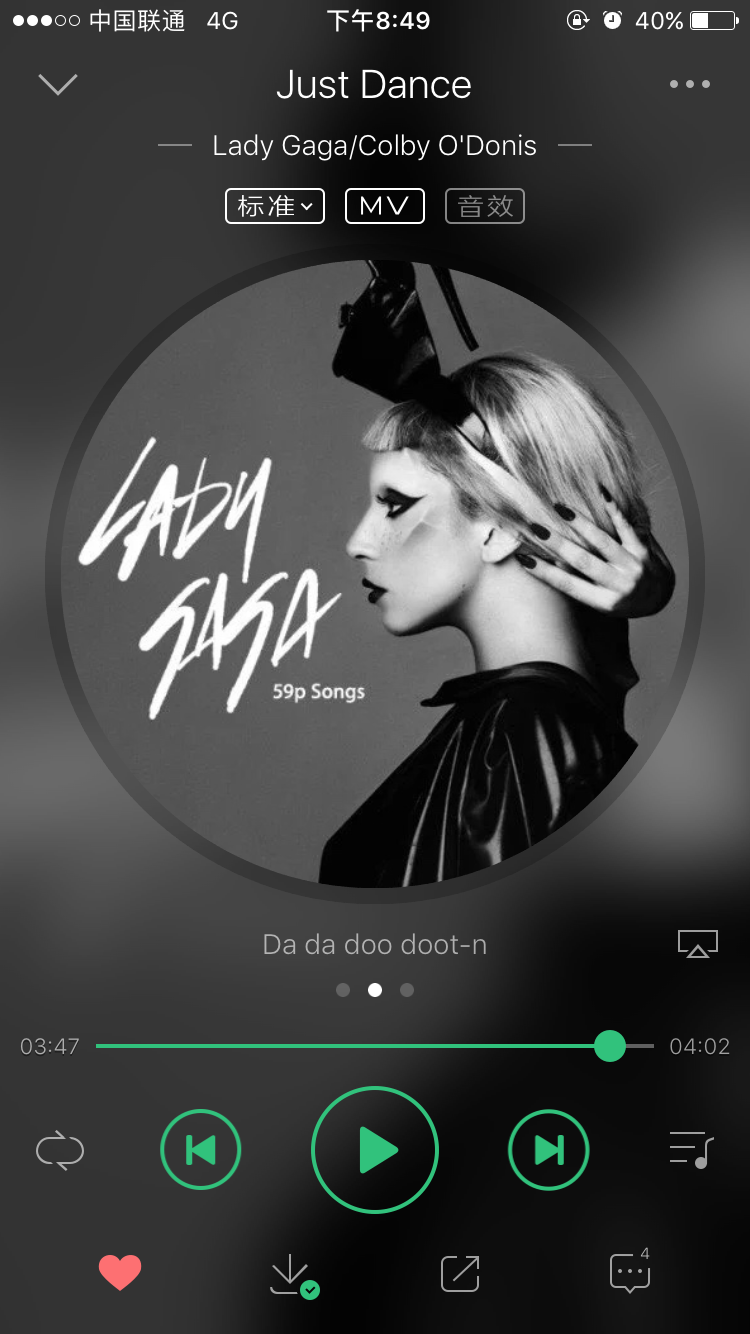 中国联通 4G 下午8:49 40%
Just Dance
Lady Gaga/Colby O'Donis
标准 MV 音效
LADY
GAGA
59p Songs
Da da doo doot-n
03:47 04:02
4